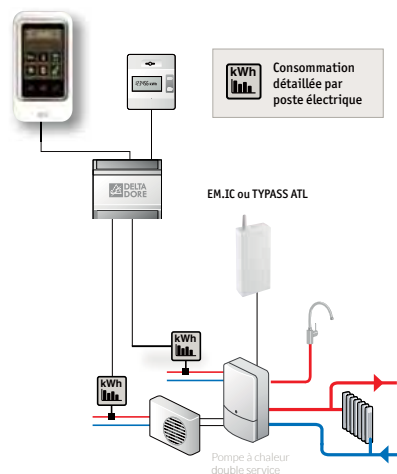 kWh
Consommation
détaillée par
poste électrique
DELTA
DORE
EM.IC ou TYPASS ATL
kWh
kWh
Pompe à chaleur
double service